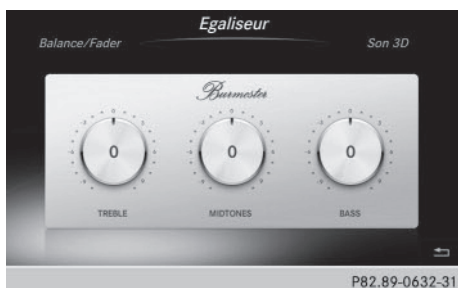 Egaliseur
Balance/Fader Son 3D
Burmester
0 0 0
TREBLE MIDTONES BASS
P82.89-0632-31